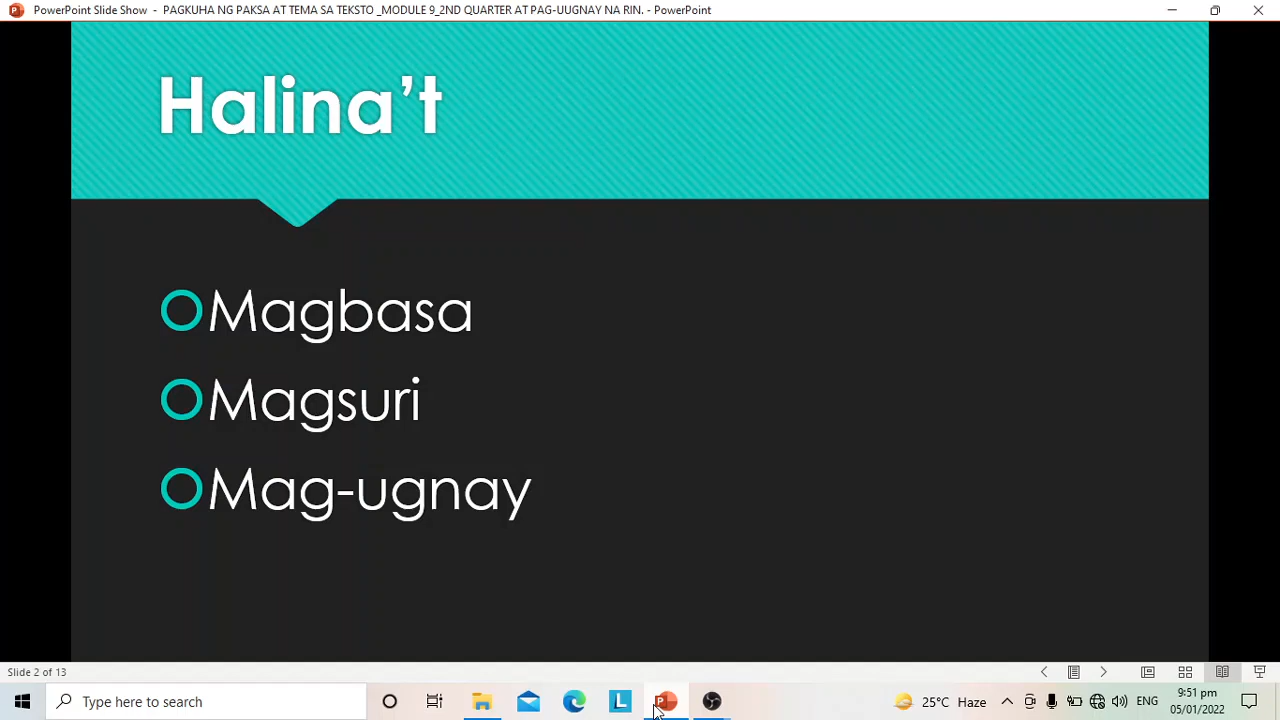 PowerPoint Slide Show - PAGKUHA NG PAKSA AT TEMA SA TEKSTO _MODULE 9_2ND QUARTER AT PAG-UUGNAY NA RIN. - PowerPoint
Halina’t
Magbasa
Magsuri
Mag-ugnay
Slide 2 of 13
Type here to search
L
25°C Haze
ENG
9:51 pm
05/01/2022